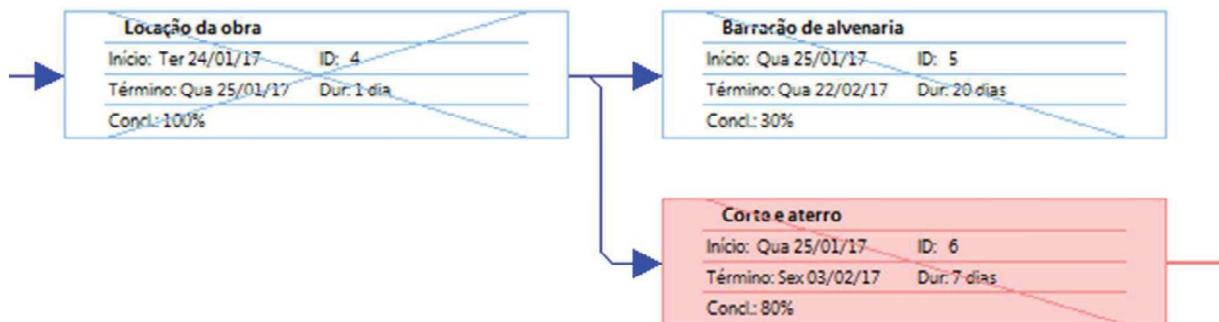 Locação da obra
Início: Ter 24/01/17 ID: 4
Término: Qua 25/01/17 Dur: 1 dia
Concl.: 100%
Barracão de alvenaria
Início: Qua 25/01/17 ID: 5
Término: Qua 22/02/17 Dur: 20 dias
Concl.: 30%
Corte e aterro
Início: Qua 25/01/17 ID: 6
Término: Sex 03/02/17 Dur: 7 dias
Concl.: 80%